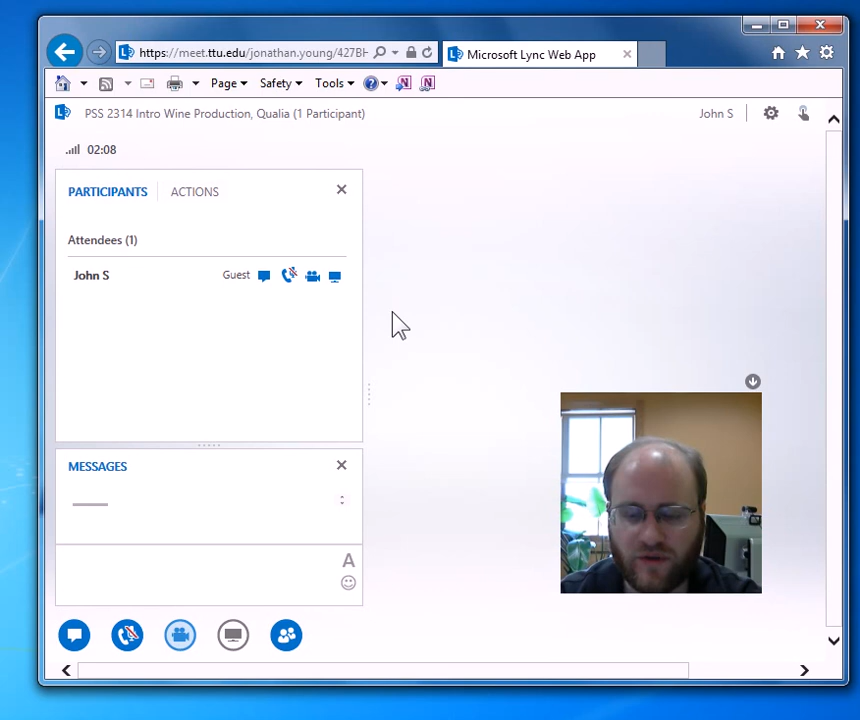 https://meet.ttu.edu/jonathan.young/427BH
Microsoft Lync Web App
Page Safety Tools
PSS 2314 Intro Wine Production, Qualia (1 Participant)
John S
02:08
PARTICIPANTS ACTIONS
Attendees (1)
John S Guest
MESSAGES
A